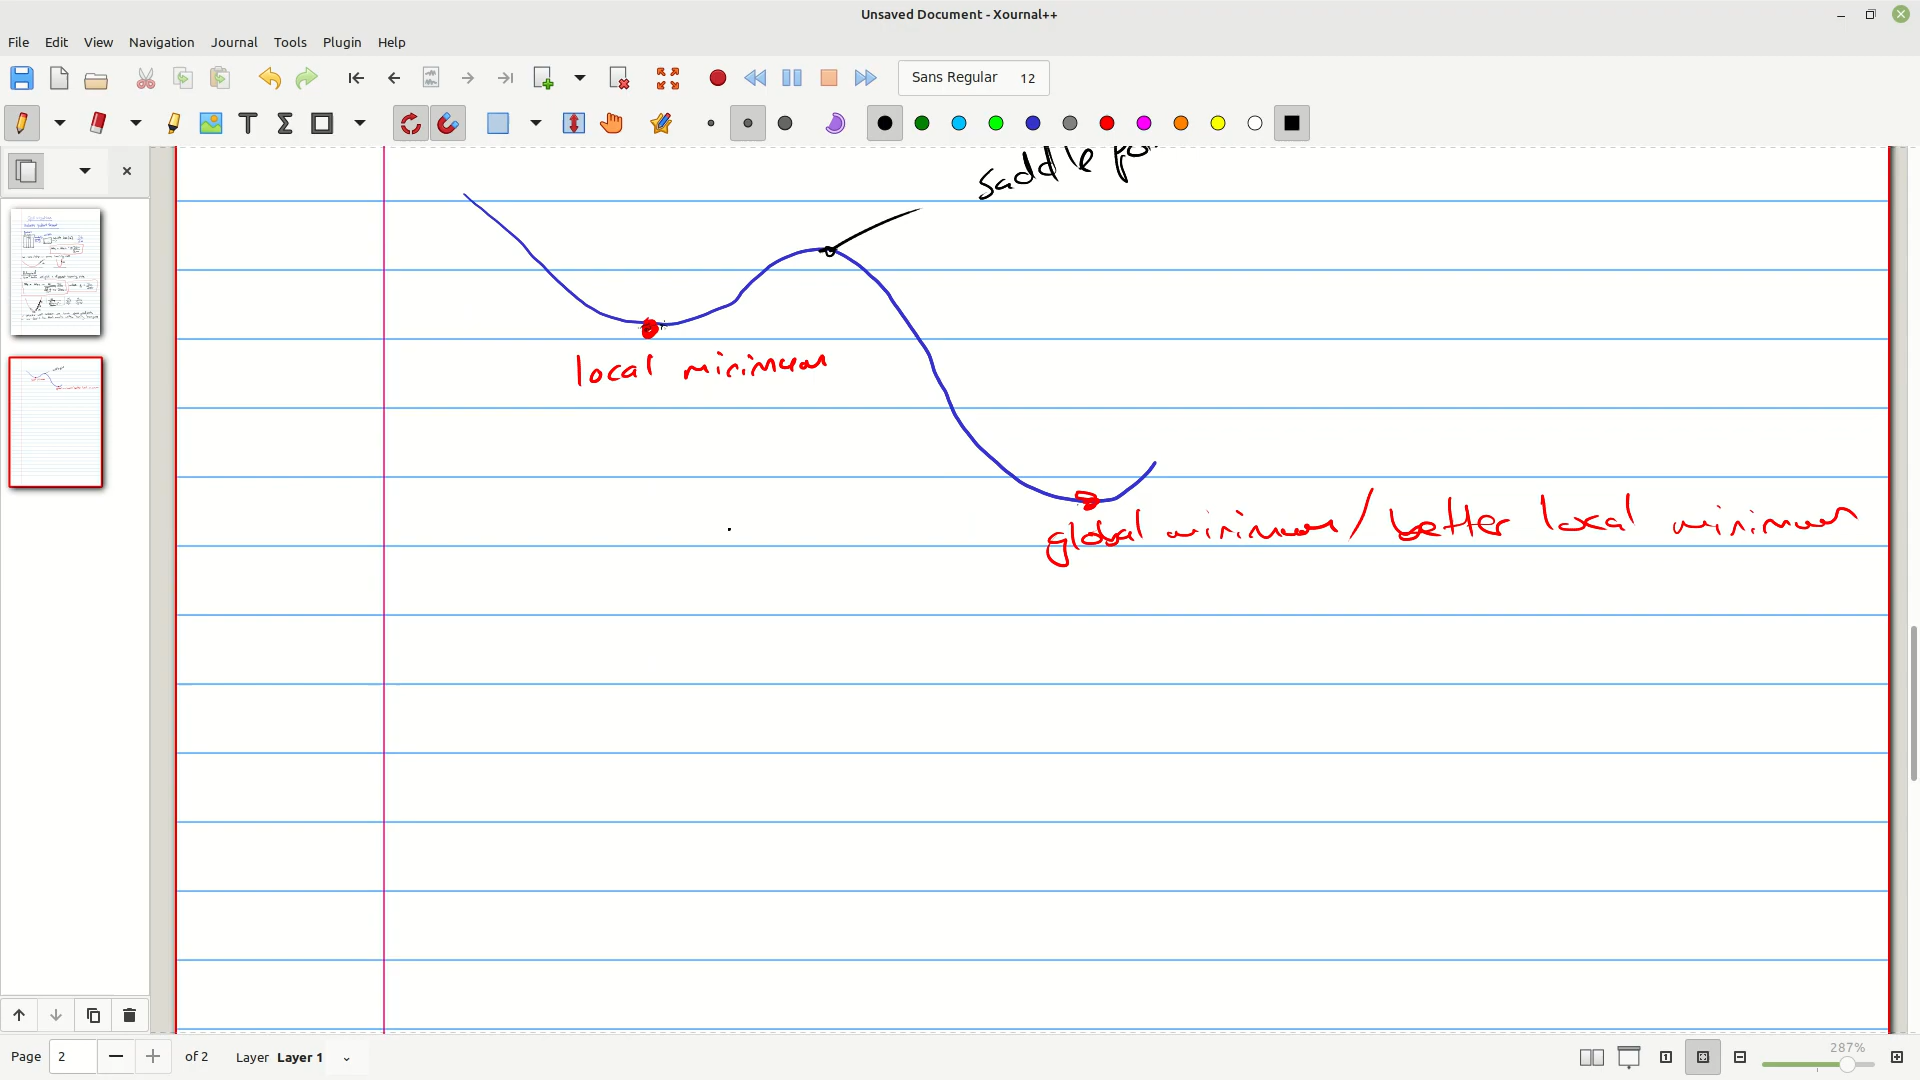 Unsaved Document - Xournal++
File Edit View Navigation Journal Tools Plugin Help
Sans Regular 12
saddle po
local minimum
global minimum/better local minimum
Page 2 of 2 Layer Layer 1
287%